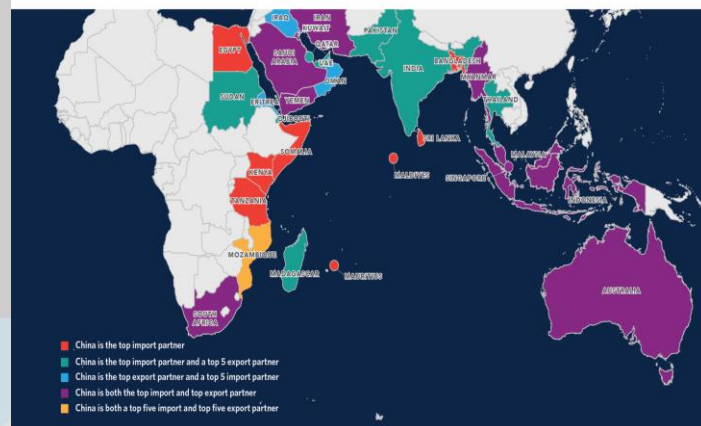 IRAQ
IRAN
KUWAIT
PAKISTAN
EGYPT
QATAR
SAUDI
ARABIA
UAE
BANGLADESH
OMAN
INDIA
MYANMAR
SUDAN
ERITREA
YEMEN
THAILAND
DJIBOUTI
SRI LANKA
SOMALIA
MALAYSIA
KENYA
MALDIVES
SINGAPORE
TANZANIA
INDONESIA
MOZAMBIQUE
MADAGASCAR
MAURITIUS
AUSTRALIA
SOUTH
AFRICA
China is the top import partner
China is the top import partner and a top 5 export partner
China is the top export partner and a top 5 import partner
China is both the top import and top export partner
China is both a top five import and top five export partner